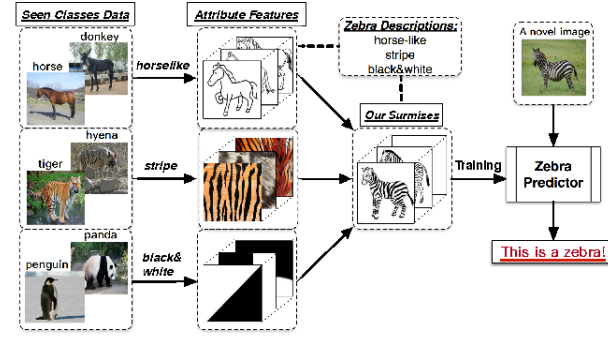 Seen Classes Data
Attribute Features
Zebra Descriptions:
horse-like
stripe
black&white
A novel image
donkey
horse
horselike
Our Surmises
hyena
tiger
stripe
Training
Zebra
Predictor
panda
penguin
black&
white
This is a zebra!